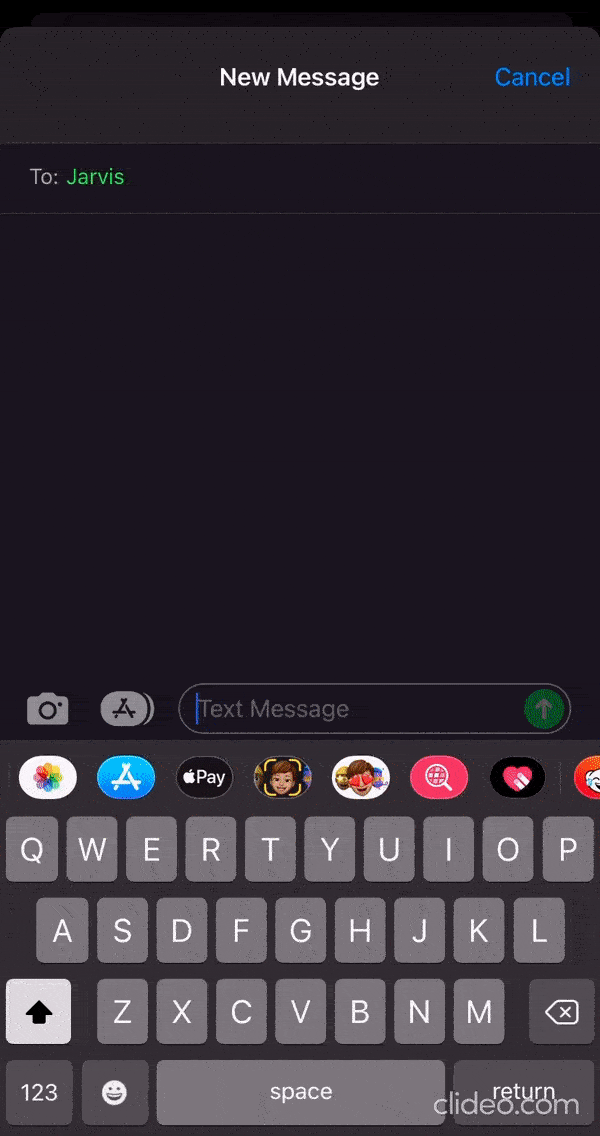 New Message
Cancel
To: Jarvis
Text Message
Pay
Q W E R T Y U I O P
A S D F G H J K L
Z X C V B N M
123
space
return
clideo.com